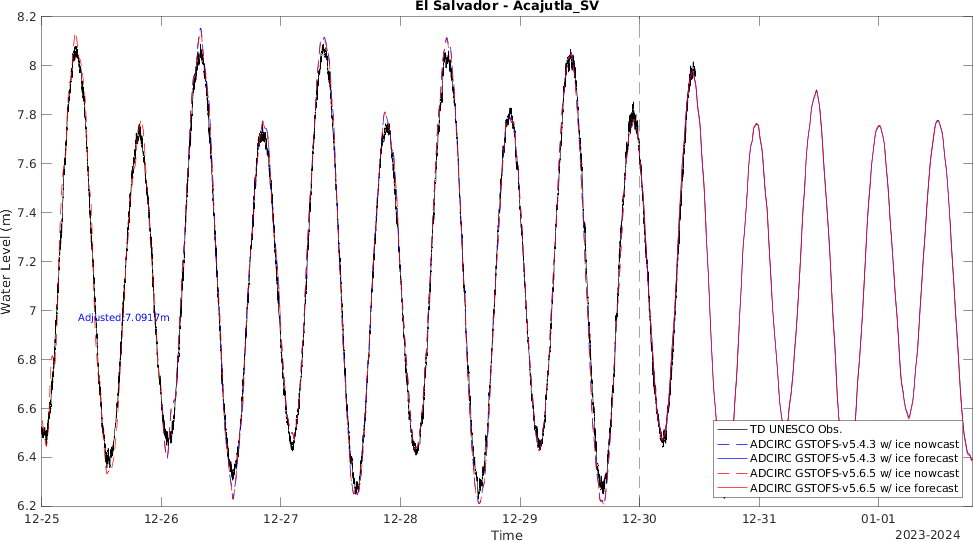 El Salvador - Acajutla_SV
8.2
8
7.8
7.6
7.4
7.2
7
6.8
6.6
6.4
6.2
Water Level (m)
Adjusted:7.0917m
TD UNESCO Obs.
ADCIRC GSTOFS-v5.4.3 w/ ice nowcast
ADCIRC GSTOFS-v5.4.3 w/ ice forecast
ADCIRC GSTOFS-v5.6.5 w/ ice nowcast
ADCIRC GSTOFS-v5.6.5 w/ ice forecast
12-25 12-26 12-27 12-28 12-29 12-30 12-31 01-01
Time
2023-2024